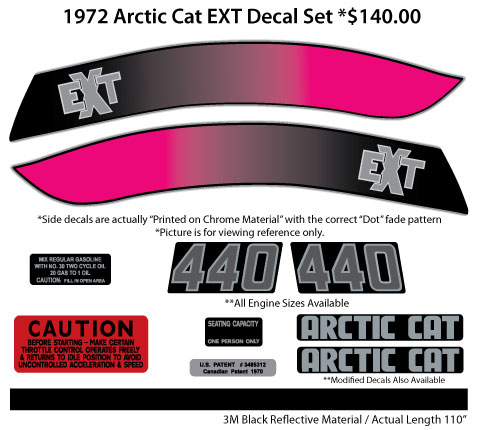 1972 Arctic Cat EXT Decal Set *$140.00
EXT
EXT
*Side decals are actually "Printed on Chrome Material" with the correct "Dot" fade pattern
*Picture is for viewing reference only.
MIX REGULAR GASOLINE
WITH NO. 30 TWO CYCLE OIL
20 GAS TO 1 OIL
CAUTION FILL IN OPEN AREA
440
440
**All Engine Sizes Available
CAUTION
BEFORE STARTING - MAKE CERTAIN
THROTTLE CONTROL OPERATES FREELY
& RETURNS TO IDLE POSITION TO AVOID
UNCONTROLLED ACCELERATION & SPEED
SEATING CAPACITY
ONE PERSON ONLY
U.S. PATENT # 3485312
Canadian Patent 1970
ARCTIC CAT
ARCTIC CAT
**Modified Decals Also Available
3M Black Reflective Material / Actual Length 110"